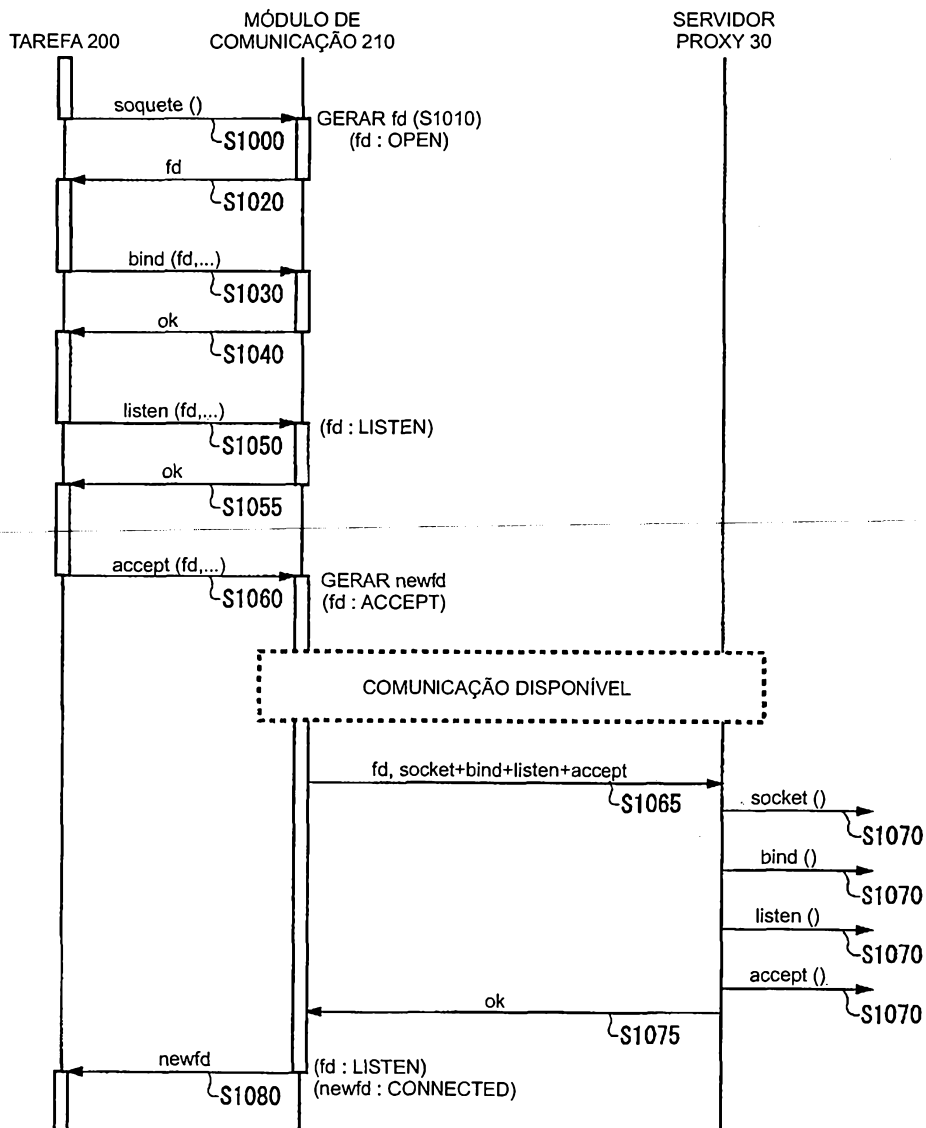 TAREFA 200
MÓDULO DE
COMUNICAÇÃO 210
SERVIDOR
PROXY 30
soquete ()
S1000
GERAR fd (S1010)
(fd : OPEN)
fd
S1020
bind (fd,...)
S1030
ok
S1040
listen (fd,...)
S1050
(fd : LISTEN)
ok
S1055
accept (fd,...)
S1060
GERAR newfd
(fd : ACCEPT)
COMUNICAÇÃO DISPONÍVEL
fd, socket+bind+listen+accept
S1065
socket ()
S1070
bind ()
S1070
listen ()
S1070
accept ()
S1070
ok
S1075
newfd
S1080
(fd : LISTEN)
(newfd : CONNECTED)